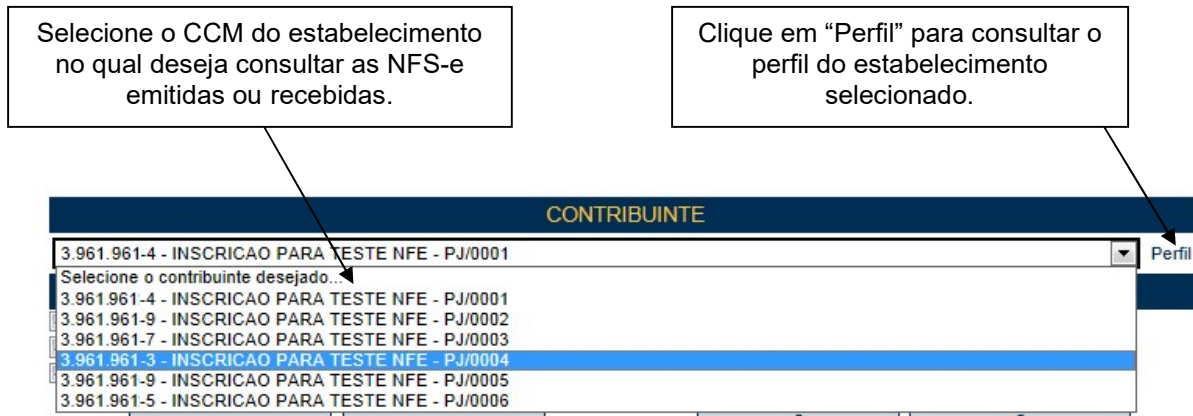 Selecione o CCM do estabelecimento
no qual deseja consultar as NFS-e
emitidas ou recebidas.
Clique em “Perfil” para consultar o
perfil do estabelecimento
selecionado.
CONTRIBUINTE
3.961.961-4 - INSCRICAO PARA TESTE NFE - PJ/0001
Perfil
Selecione o contribuinte desejado...
3.961.961-4 - INSCRICAO PARA TESTE NFE - PJ/0001
3.961.961-9 - INSCRICAO PARA TESTE NFE - PJ/0002
3.961.961-7 - INSCRICAO PARA TESTE NFE - PJ/0003
3.961.961-3 - INSCRICAO PARA TESTE NFE - PJ/0004
3.961.961-9 - INSCRICAO PARA TESTE NFE - PJ/0005
3.961.961-5 - INSCRICAO PARA TESTE NFE - PJ/0006